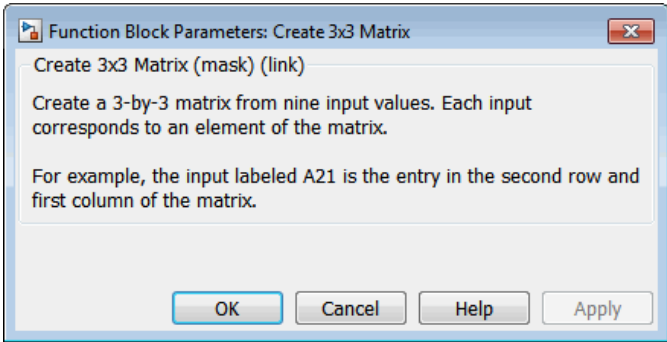 Function Block Parameters: Create 3x3 Matrix
Create 3x3 Matrix (mask) (link)
Create a 3-by-3 matrix from nine input values. Each input
corresponds to an element of the matrix.
For example, the input labeled A21 is the entry in the second row and
first column of the matrix.
OK Cancel Help Apply